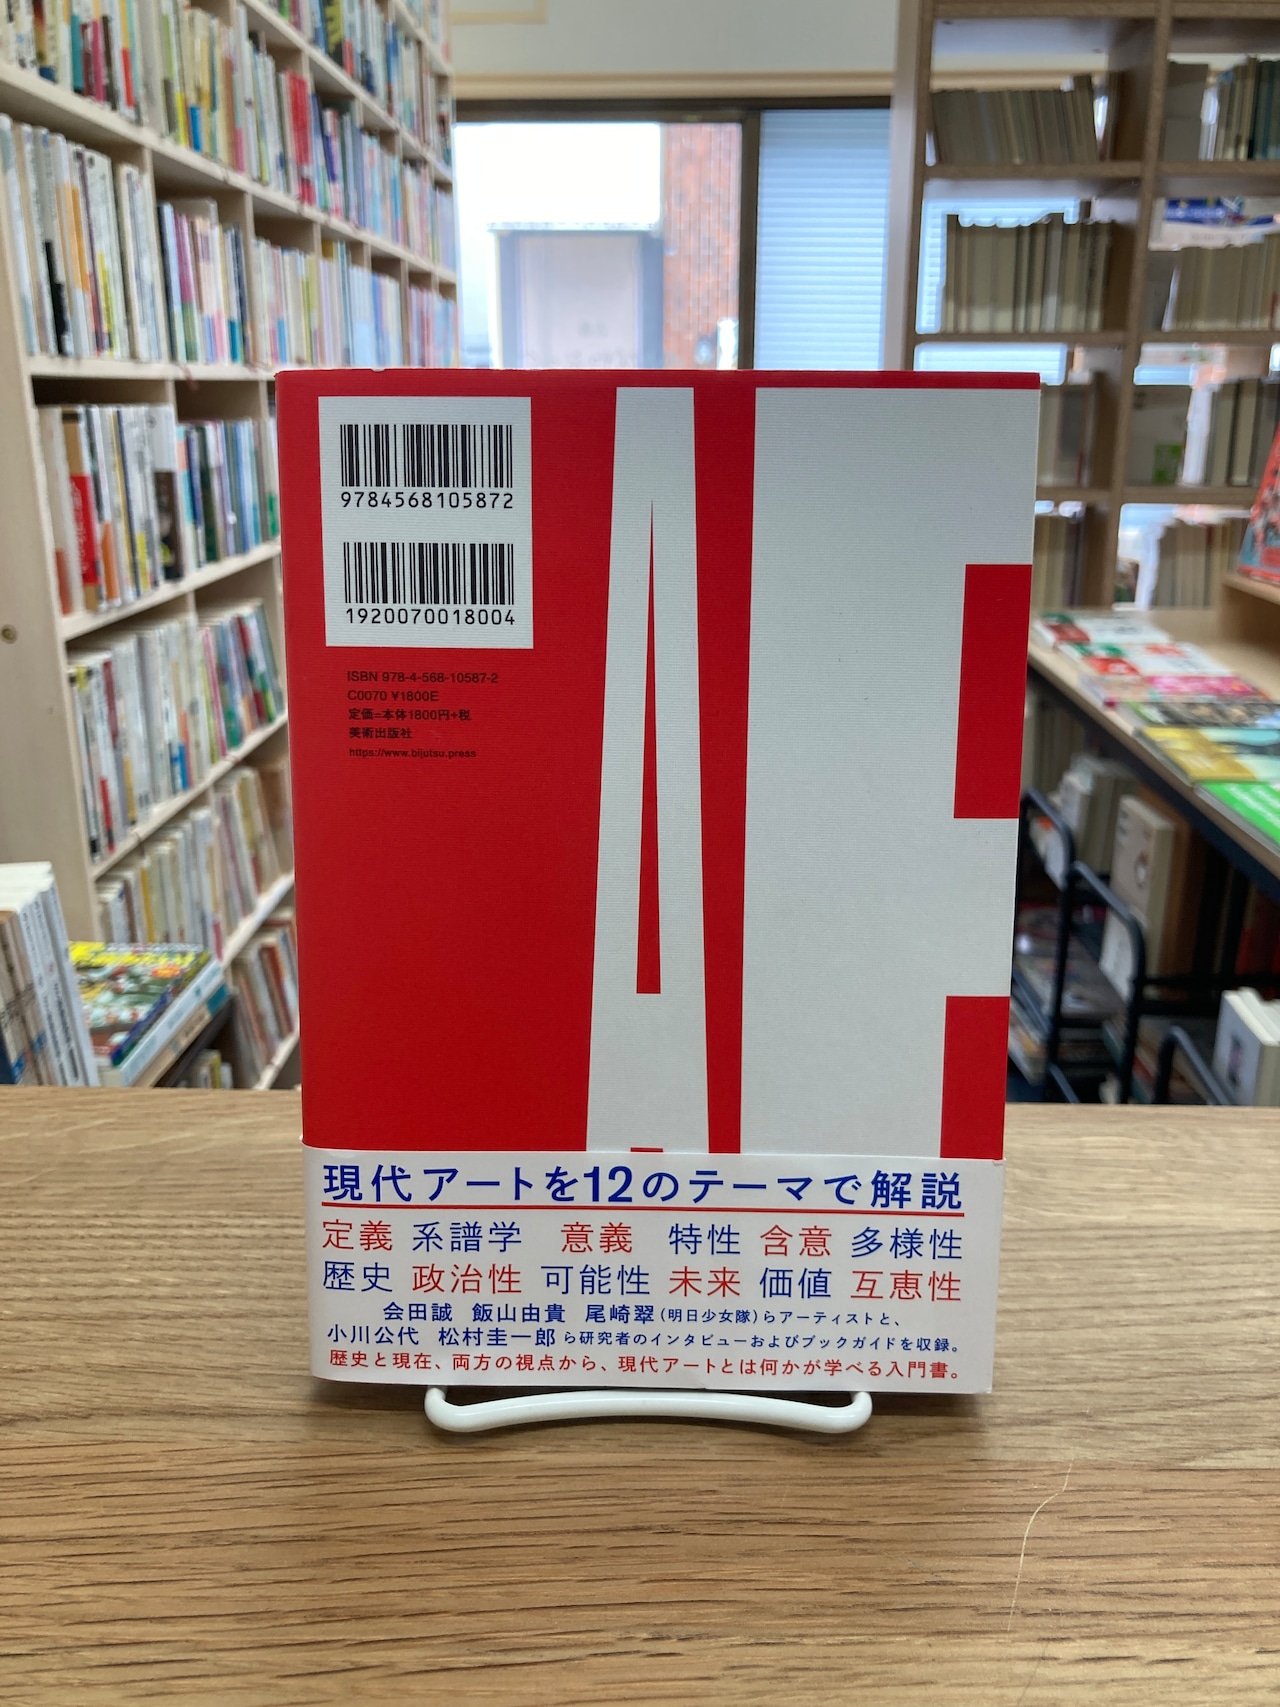 9784568105872
1920070018004
ISBN 978-4-568-10587-2
C0070 ¥1800E
定価=本体1800円+税
美術出版社
https://www.bijutsu.press
現代アートを12のテーマで解説
定義 系譜学 意義 特性 含意 多様性
歴史 政治性 可能性 未来 価値 互恵性
会田誠 飯山由貴 尾崎翠（明日少女隊）らアーティストと、
小川公代 松村圭一郎 ら研究者のインタビューおよびブックガイドを収録。
歴史と現在、両方の視点から、現代アートとは何かが学べる入門書。